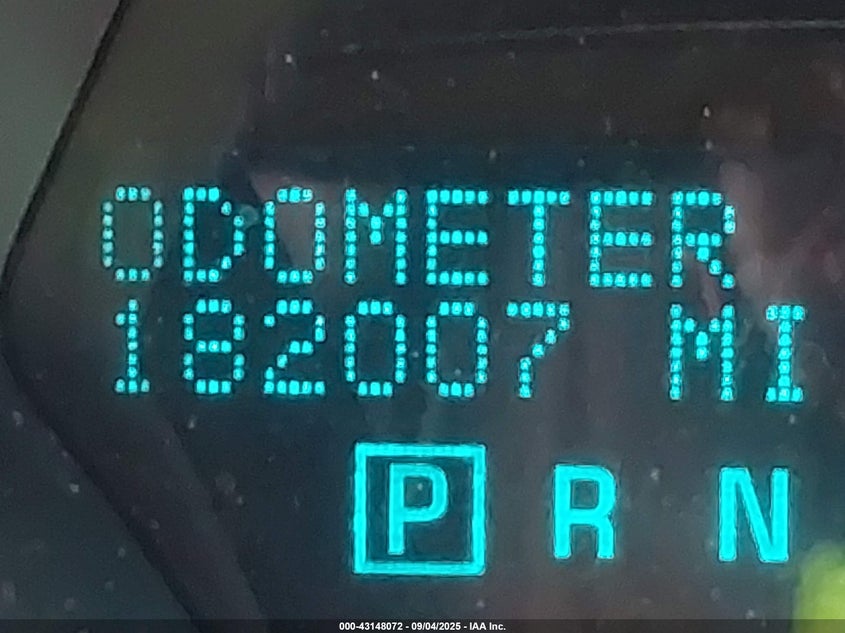 ODOMETER
182007 MI
P R N
000-43148072 - 09/04/2025 - IAA Inc.